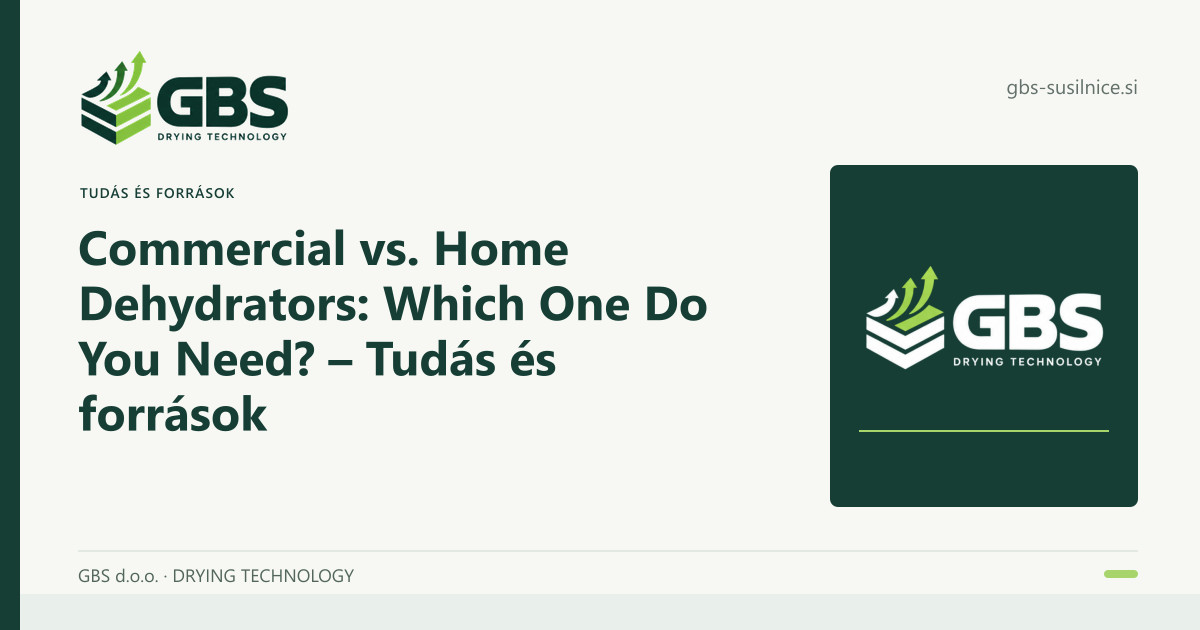 GBS
DRYING TECHNOLOGY
gbs-susilnice.si
TUDÁS ÉS FORRÁSOK
Commercial vs. Home
Dehydrators: Which One Do
You Need? – Tudás és
források
GBS
DRYING TECHNOLOGY
GBS d.o.o. · DRYING TECHNOLOGY